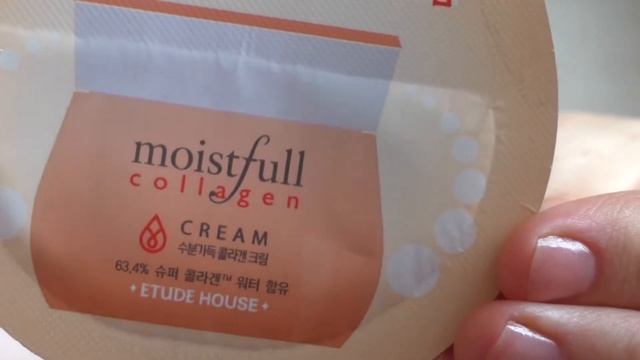 moistfull
collagen
CREAM
수분가득 콜라겐 크림
63.4% 슈퍼 콜라겐™ 워터 함유
ETUDE HOUSE